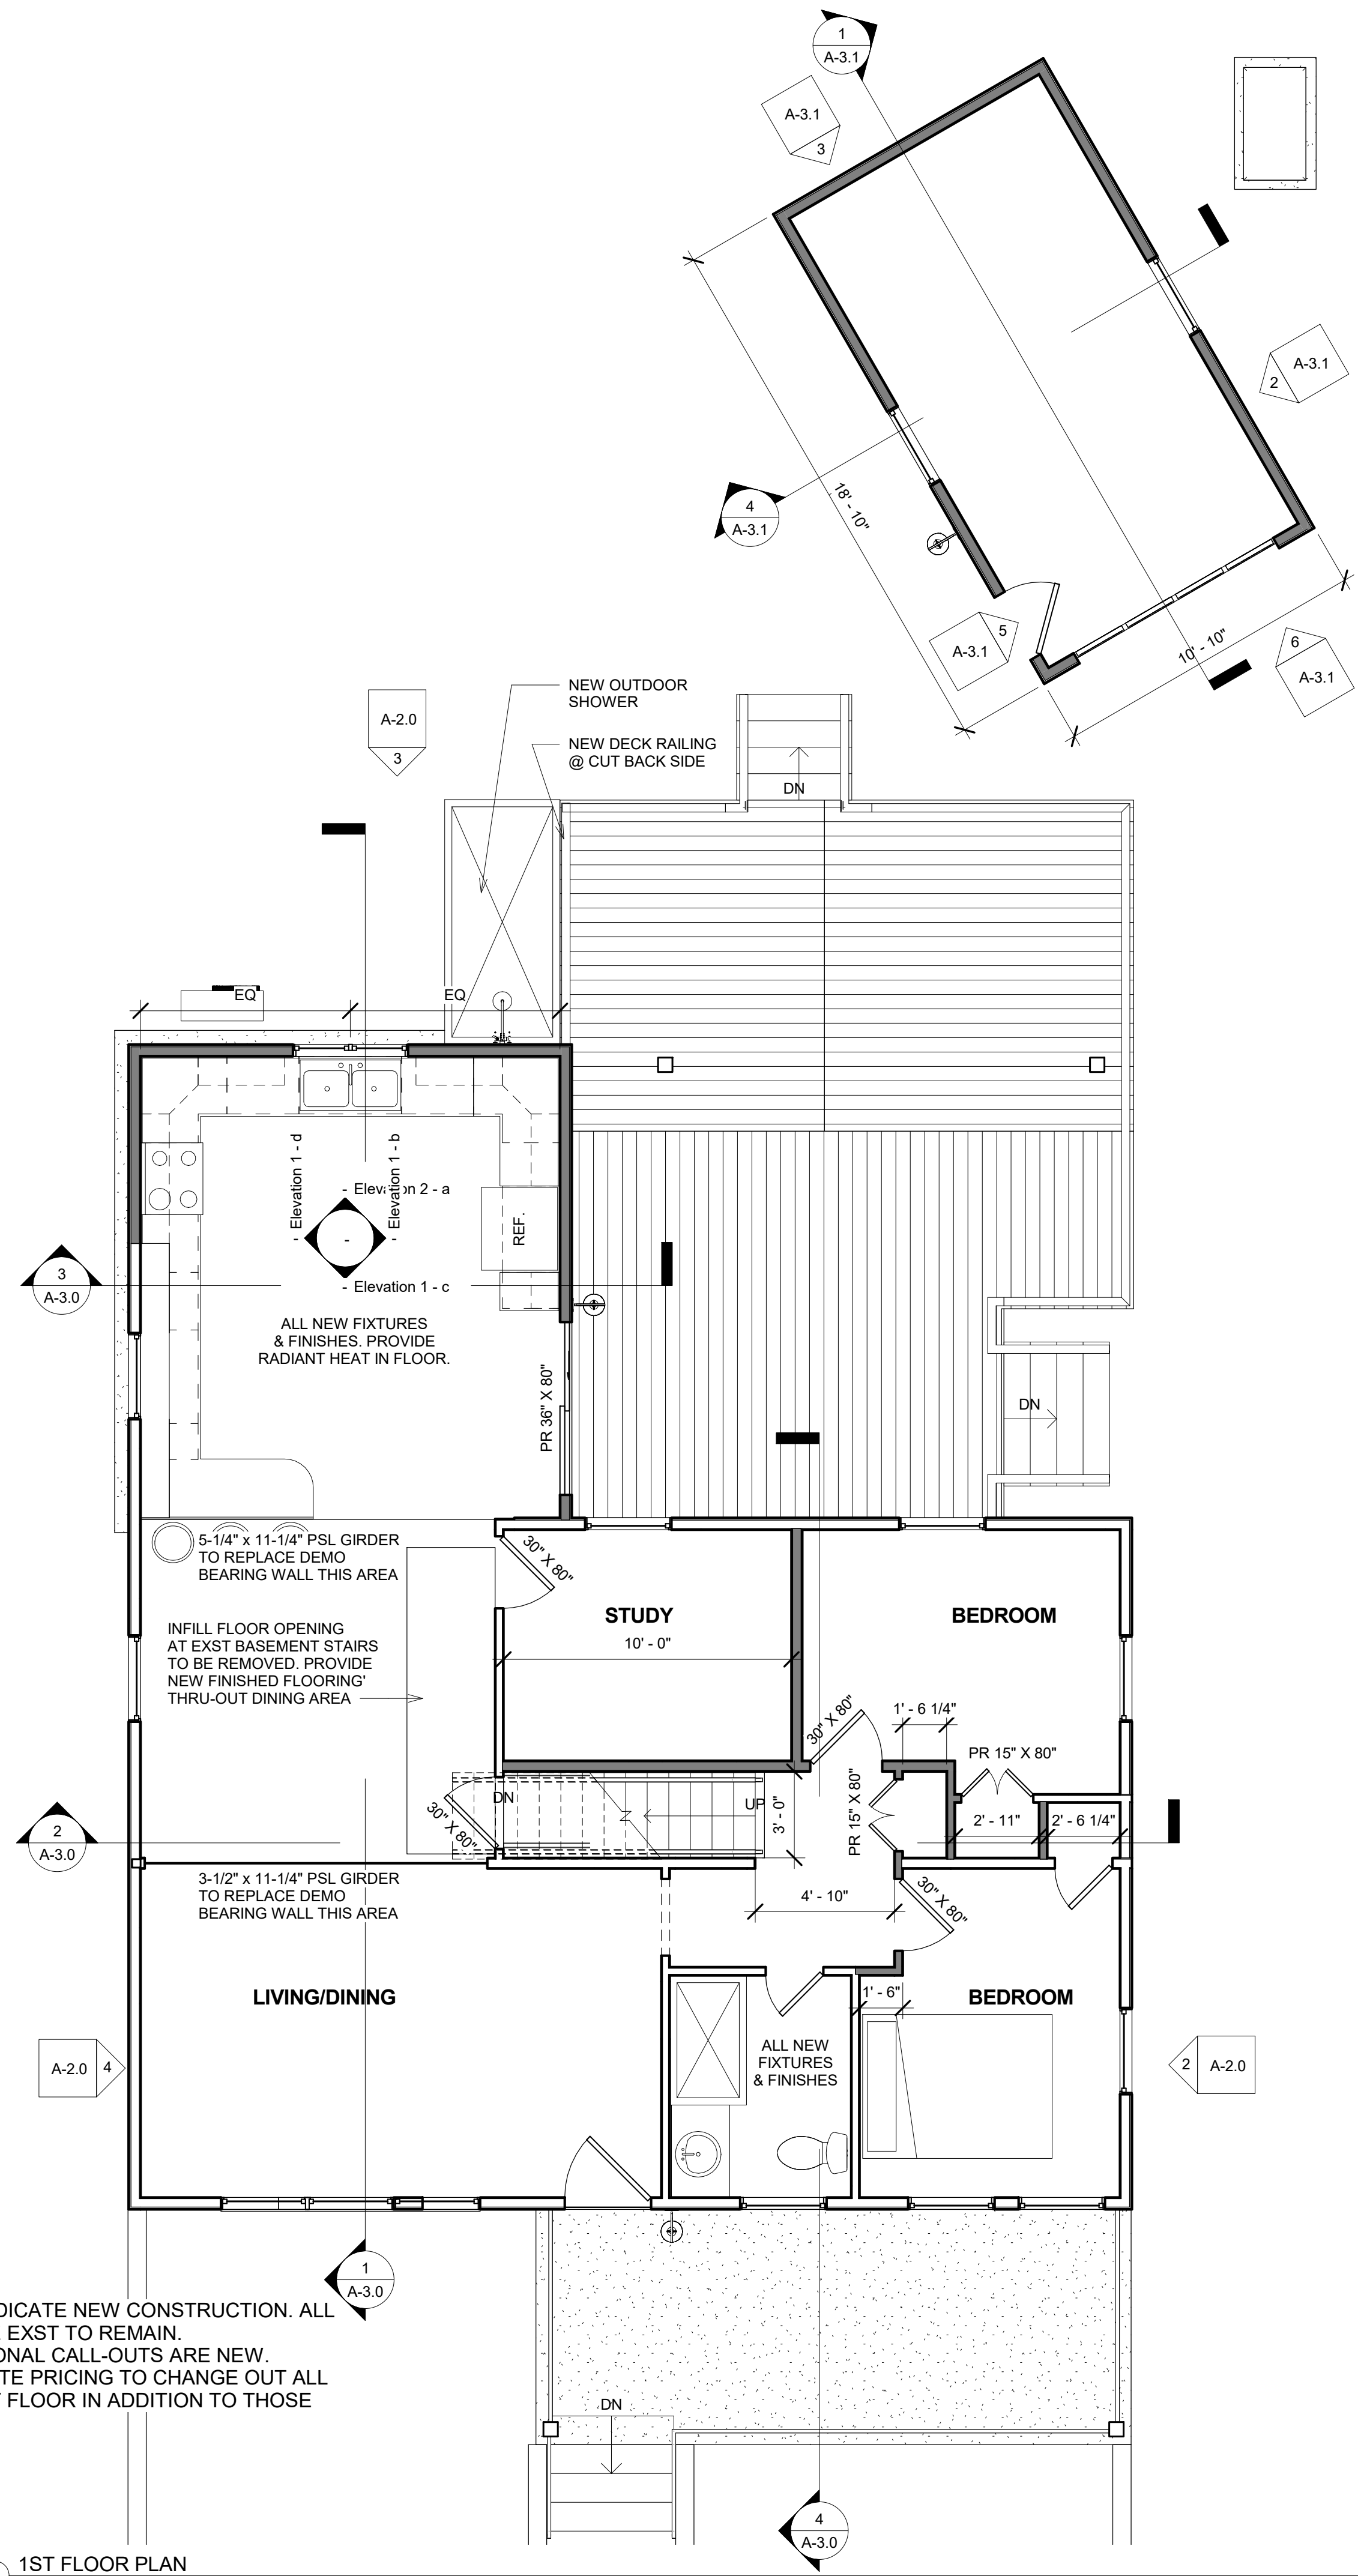 1
A-3.1
A-3.1
3
A-3.1
2
4
A-3.1
18' - 10"
5
A-3.1
10' - 10"
6
A-3.1
NEW OUTDOOR
SHOWER
A-2.0
3
NEW DECK RAILING
@ CUT BACK SIDE
DN
EQ
EQ
- Elevation 1 - d
- Elevation 1 - b
- Elevation 2 - a
-
REF.
3
A-3.0
- Elevation 1 - c
ALL NEW FIXTURES
& FINISHES. PROVIDE
RADIANT HEAT IN FLOOR.
PR 36" X 80"
DN
5-1/4" x 11-1/4" PSL GIRDER
TO REPLACE DEMO
BEARING WALL THIS AREA
30" X 80"
STUDY
10' - 0"
BEDROOM
INFILL FLOOR OPENING
AT EXST BASEMENT STAIRS
TO BE REMOVED. PROVIDE
NEW FINISHED FLOORING'
THRU-OUT DINING AREA
30" X 80"
1' - 6 1/4"
PR 15" X 80"
PR 15" X 80"
DN
30" X 80"
UP
3' - 0"
2' - 11"
2' - 6 1/4"
2
A-3.0
3-1/2" x 11-1/4" PSL GIRDER
TO REPLACE DEMO
BEARING WALL THIS AREA
4' - 10"
30" X 80"
LIVING/DINING
1' - 6"
BEDROOM
ALL NEW
FIXTURES
& FINISHES
A-2.0
4
2
A-2.0
1
A-3.0
DICATE NEW CONSTRUCTION. ALL
EXST TO REMAIN.
ONAL CALL-OUTS ARE NEW.
TE PRICING TO CHANGE OUT ALL
FLOOR IN ADDITION TO THOSE
DN
4
A-3.0
1ST FLOOR PLAN